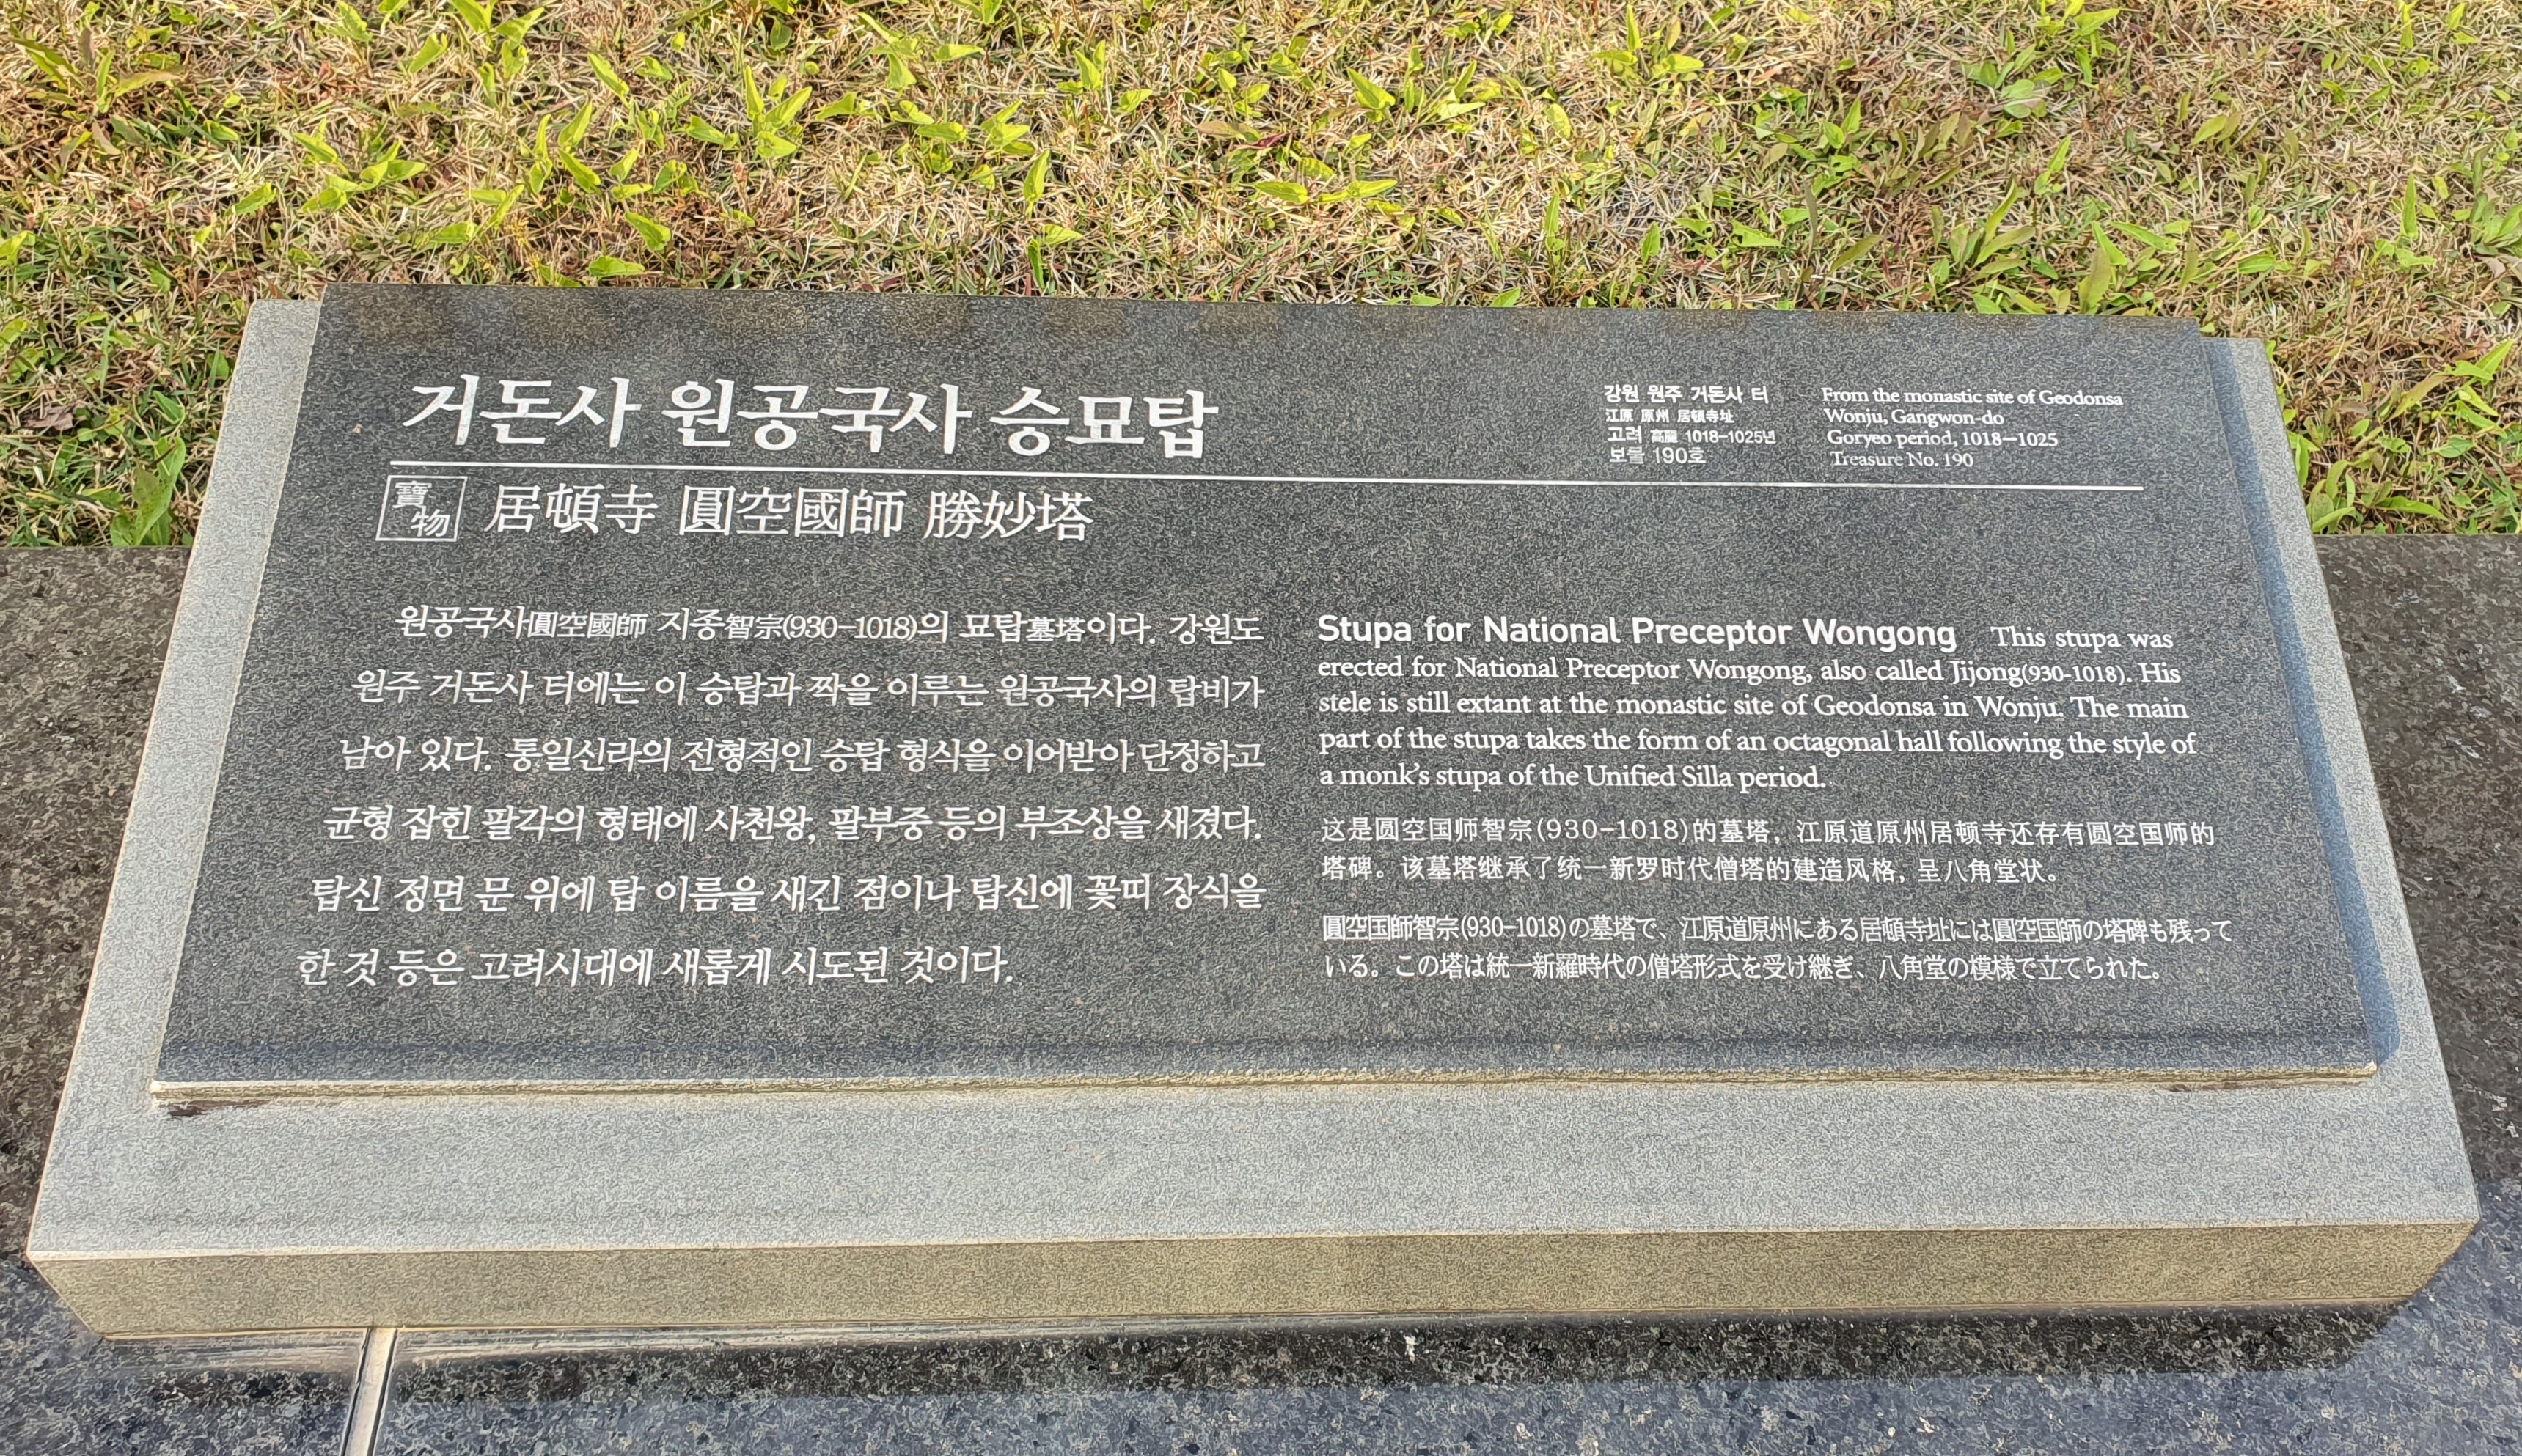 거돈사 원공국사 승묘탑
寶物 居頓寺 圓空國師 勝妙塔
강원 원주 거돈사 터
江原 原州 居頓寺址
고려 高麗 1018-1025년
보물 190호
From the monastic site of Geodonsa
Wonju, Gangwon-do
Goryeo period, 1018–1025
Treasure No. 190
원공국사圓空國師 지종智宗(930-1018)의 묘탑墓塔이다. 강원도
원주 거돈사 터에는 이 승탑과 짝을 이루는 원공국사의 탑비가
남아 있다. 통일신라의 전형적인 승탑 형식을 이어받아 단정하고
균형 잡힌 팔각의 형태에 사천왕, 팔부중 등의 부조상을 새겼다.
탑신 정면 문 위에 탑 이름을 새긴 점이나 탑신에 꽃띠 장식을
한 것 등은 고려시대에 새롭게 시도된 것이다.
Stupa for National Preceptor Wongong This stupa was
erected for National Preceptor Wongong, also called Jijong(930-1018). His
stele is still extant at the monastic site of Geodonsa in Wonju. The main
part of the stupa takes the form of an octagonal hall following the style of
a monk's stupa of the Unified Silla period.
这是圆空国师智宗(930-1018)的墓塔，江原道原州居顿寺还存有圆空国师的
塔碑。该墓塔继承了统一新罗时代僧塔的建造风格，呈八角堂状。
圓空国師智宗(930-1018)の墓塔で、江原道原州にある居頓寺址には圓空国師の塔碑も残って
いる。この塔は統一新羅時代の僧塔形式を受け継ぎ、八角堂の模様で立てられた。